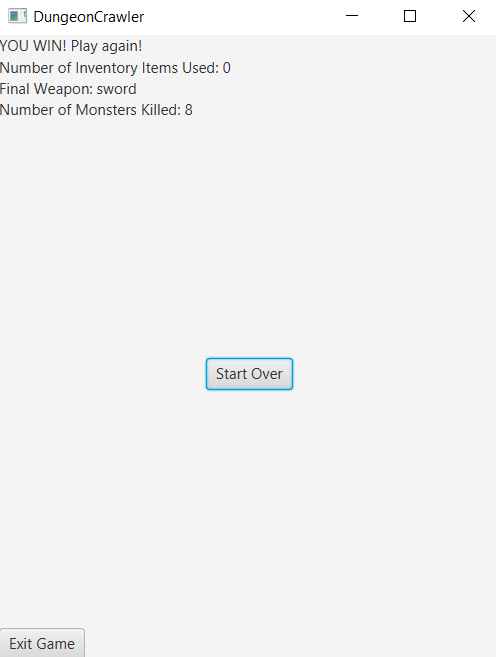 DungeonCrawler
YOU WIN! Play again!
Number of Inventory Items Used: 0
Final Weapon: sword
Number of Monsters Killed: 8
Start Over
Exit Game